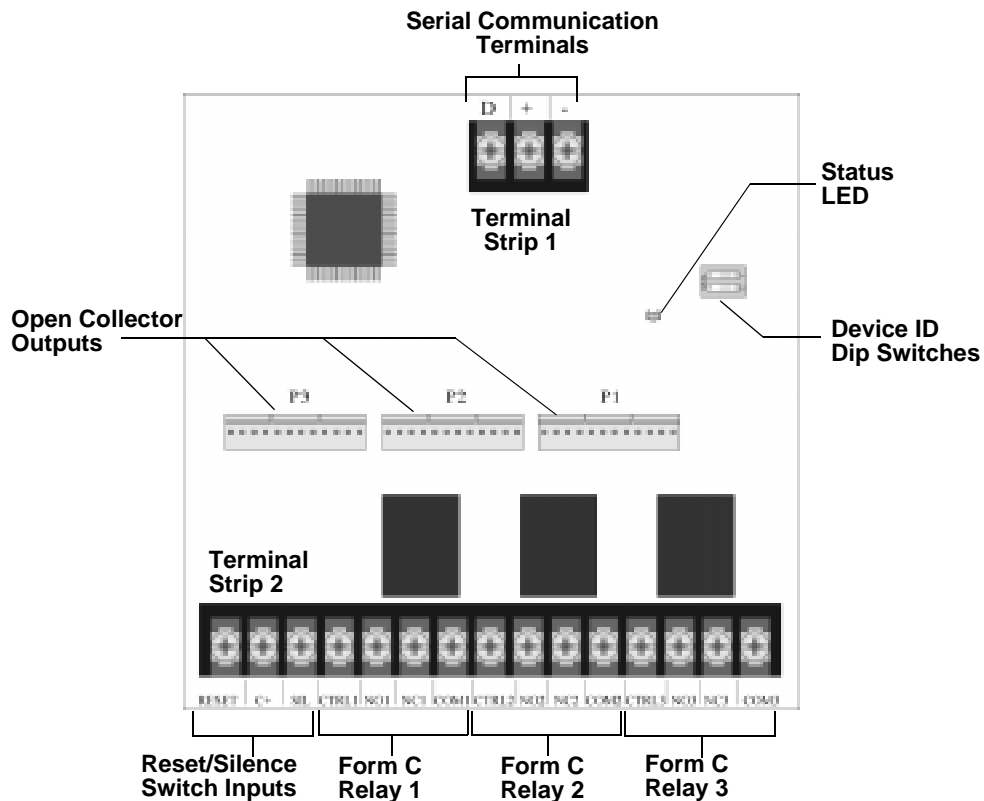 Serial Communication
Terminals
D + -
Status
LED
Terminal
Strip 1
Open Collector
Outputs
Device ID
Dip Switches
P9 P2 P1
Terminal
Strip 2
RESET C+ SIL CTRL1 NO1 NC1 COM1 CTRL2 NO2 NC2 COM2 CTRL3 NO3 NC3 COM3
Reset/Silence
Switch Inputs
Form C
Relay 1
Form C
Relay 2
Form C
Relay 3